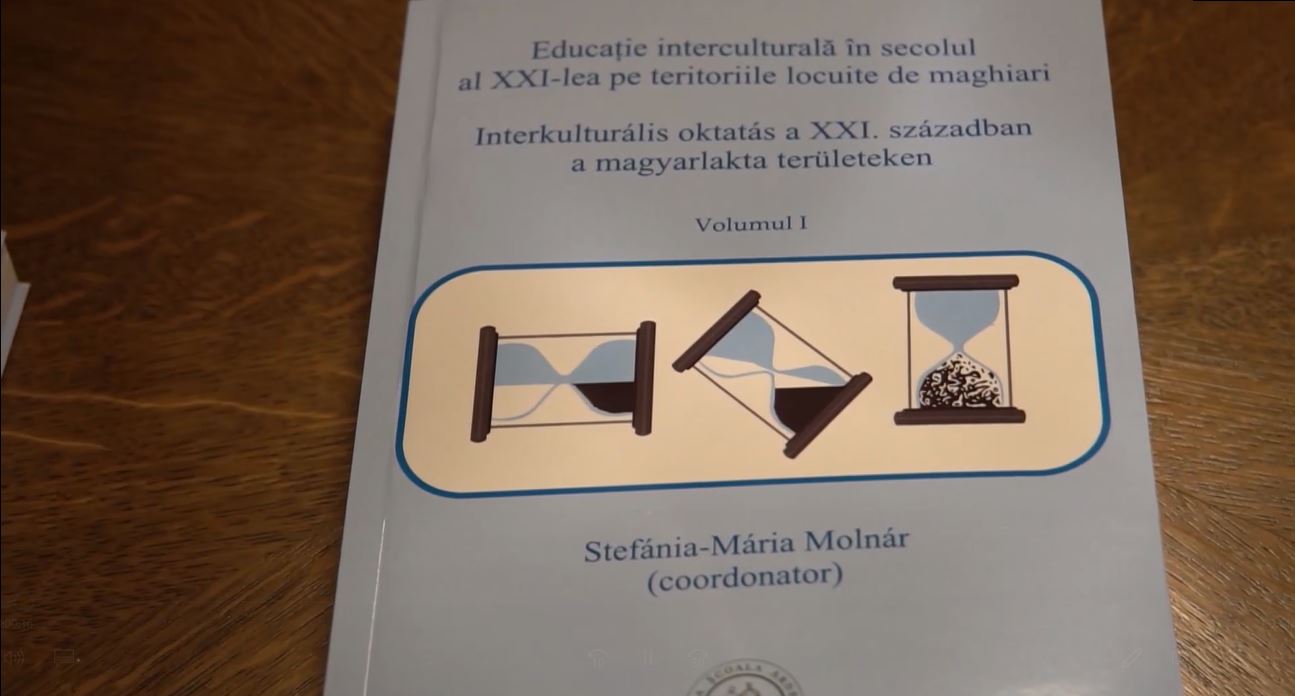 Educație interculturală în secolul
al XXI-lea pe teritoriile locuite de maghiari
Interkulturális oktatás a XXI. században
a magyarlakta területeken
Volumul I
Stefánia-Mária Molnár
(coordonator)
ȘCOALA